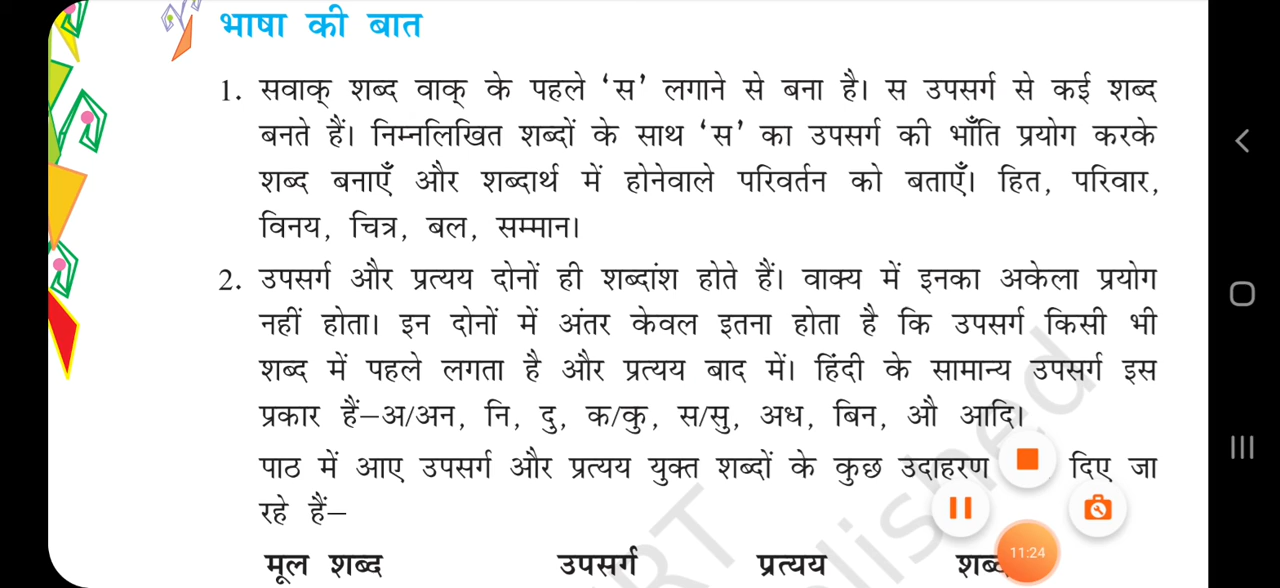 भाषा की बात
1. सवाक् शब्द वाक् के पहले ‘स’ लगाने से बना है। स उपसर्ग से कई शब्द
बनते हैं। निम्नलिखित शब्दों के साथ ‘स’ का उपसर्ग की भाँति प्रयोग करके
शब्द बनाएँ और शब्दार्थ में होनेवाले परिवर्तन को बताएँ। हित, परिवार,
विनय, चित्र, बल, सम्मान।
2. उपसर्ग और प्रत्यय दोनों ही शब्दांश होते हैं। वाक्य में इनका अकेला प्रयोग
नहीं होता। इन दोनों में अंतर केवल इतना होता है कि उपसर्ग किसी भी
शब्द में पहले लगता है और प्रत्यय बाद में। हिंदी के सामान्य उपसर्ग इस
प्रकार हैं–अ/अन, नि, दु, क/कु, स/सु, अध, बिन, औ आदि।
पाठ में आए उपसर्ग और प्रत्यय युक्त शब्दों के कुछ उदाहरण दिए जा
रहे हैं–
मूल शब्द उपसर्ग प्रत्यय
11:24